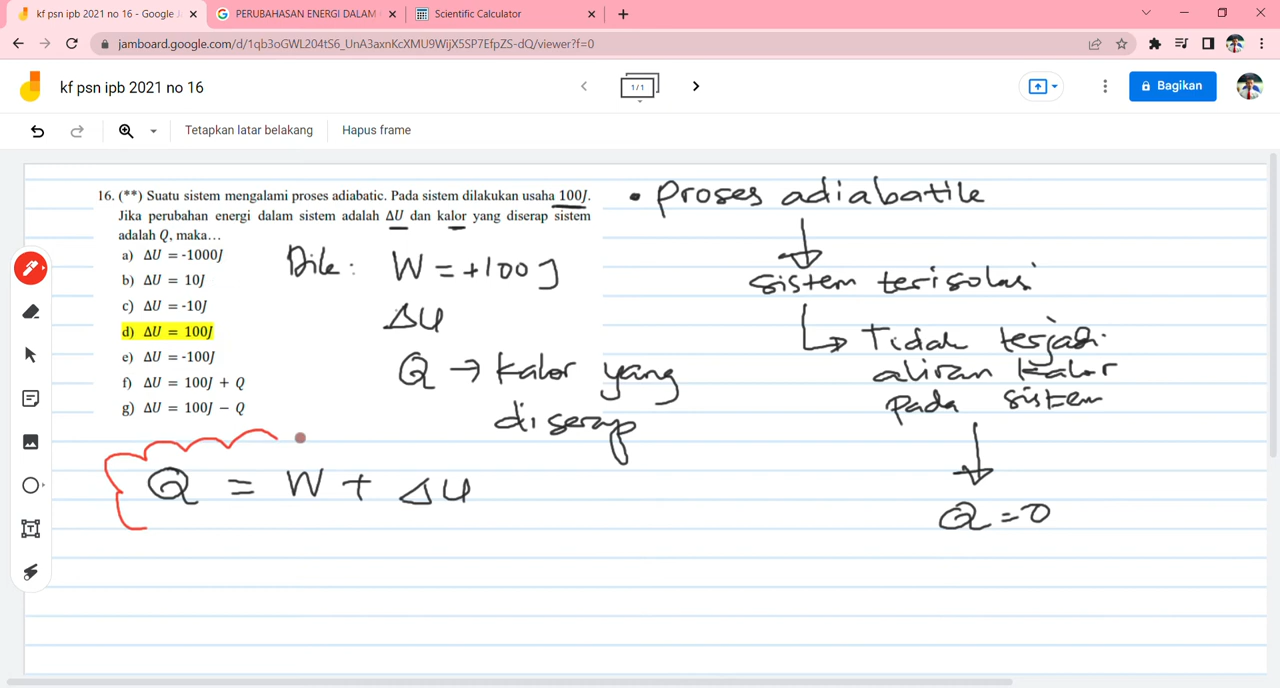 kf psn ipb 2021 no 16 - Google J
PERUBAHASAN ENERGI DALAM
Scientific Calculator
jamboard.google.com/d/1qb3oGWL204tS6_UnA3axnKcXMU9WijX5SP7EfpZS-dQ/viewer?f=0
kf psn ipb 2021 no 16
1/1
Bagikan
Tetapkan latar belakang
Hapus frame
16. (**) Suatu sistem mengalami proses adiabatic. Pada sistem dilakukan usaha 100J.
Jika perubahan energi dalam sistem adalah ΔU dan kalor yang diserap sistem
adalah Q, maka…
a) ΔU = -1000J
b) ΔU = 10J
c) ΔU = -10J
d) ΔU = 100J
e) ΔU = -100J
f) ΔU = 100J + Q
g) ΔU = 100J − Q
Dik : W = +100 J
ΔU
Q → kalor yang
diserap
Q = W + ΔU
• Proses adiabatik
sistem terisolasi
Tidak terjadi
aliran kalor
pada sistem
Q = 0